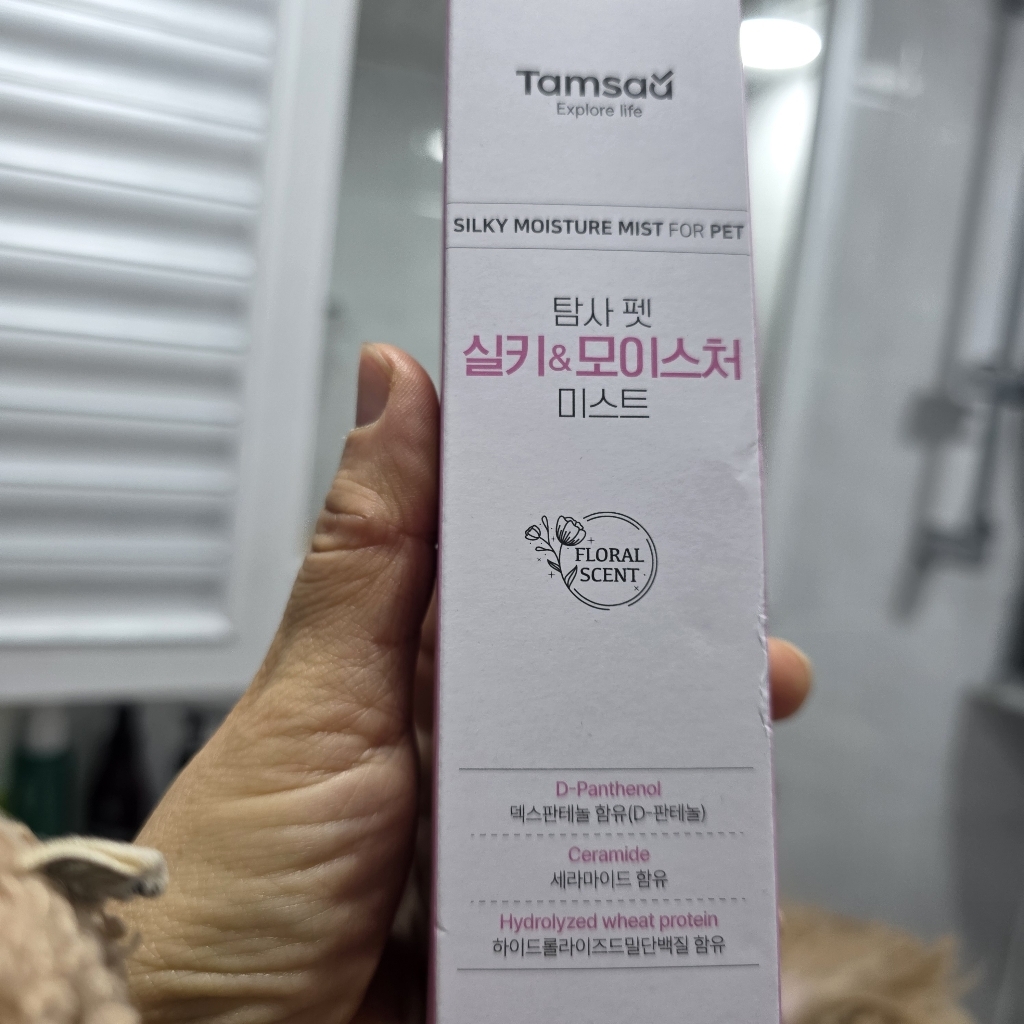 Tamsaa
Explore life
SILKY MOISTURE MIST FOR PET
탐사 펫
실키&모이스처
미스트
FLORAL
SCENT
D-Panthenol
덱스판테놀 함유(D-판테놀)
Ceramide
세라마이드 함유
Hydrolyzed wheat protein
하이드롤라이즈드밀단백질 함유